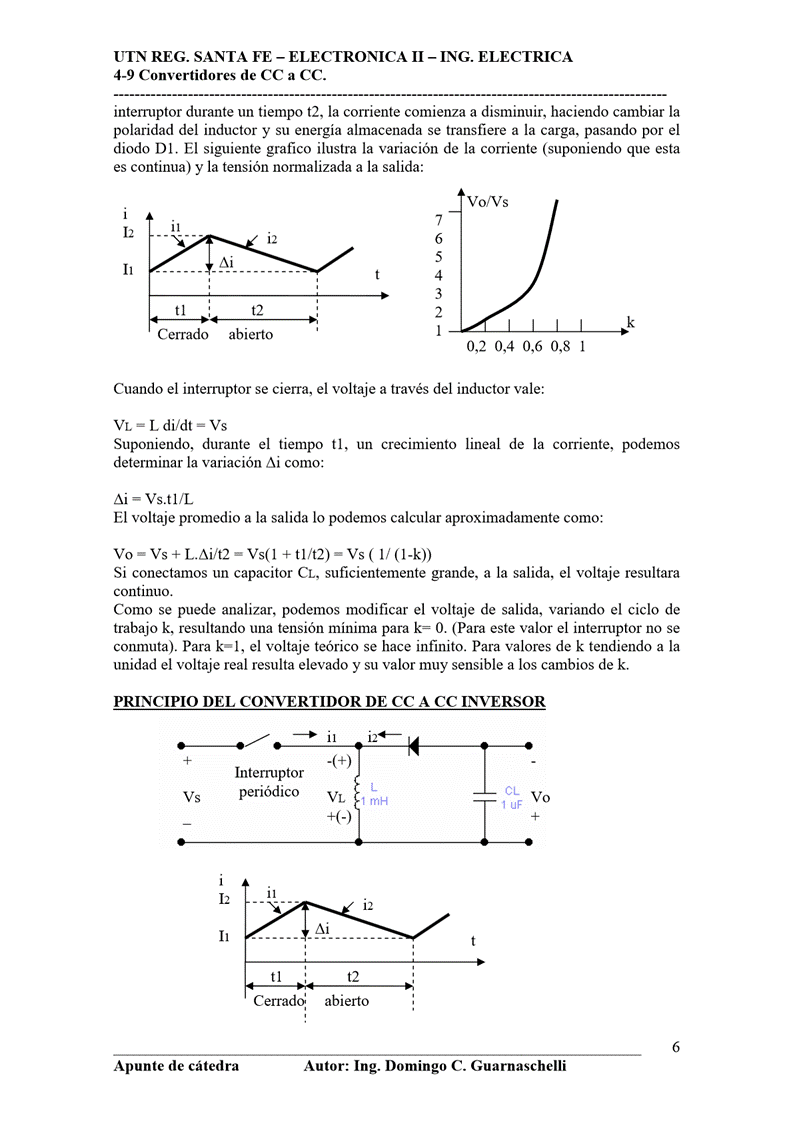 UTN REG. SANTA FE – ELECTRONICA II – ING. ELECTRICA
4-9 Convertidores de CC a CC.
------------------------------------------------------------------------------------------------------
interruptor durante un tiempo t2, la corriente comienza a disminuir, haciendo cambiar la
polaridad del inductor y su energía almacenada se transfiere a la carga, pasando por el
diodo D1. El siguiente grafico ilustra la variación de la corriente (suponiendo que esta
es continua) y la tensión normalizada a la salida:
i
I2
i1
i2
I1
Δi
t
t1 t2
Cerrado abierto
Vo/Vs
7
6
5
4
3
2
1
k
0,2 0,4 0,6 0,8 1
Cuando el interruptor se cierra, el voltaje a través del inductor vale:
VL = L di/dt = Vs
Suponiendo, durante el tiempo t1, un crecimiento lineal de la corriente, podemos
determinar la variación Δi como:
Δi = Vs.t1/L
El voltaje promedio a la salida lo podemos calcular aproximadamente como:
Vo = Vs + L.Δi/t2 = Vs(1 + t1/t2) = Vs ( 1/ (1-k))
Si conectamos un capacitor CL, suficientemente grande, a la salida, el voltaje resultara
continuo.
Como se puede analizar, podemos modificar el voltaje de salida, variando el ciclo de
trabajo k, resultando una tensión mínima para k= 0. (Para este valor el interruptor no se
conmuta). Para k=1, el voltaje teórico se hace infinito. Para valores de k tendiendo a la
unidad el voltaje real resulta elevado y su valor muy sensible a los cambios de k.
PRINCIPIO DEL CONVERTIDOR DE CC A CC INVERSOR
i1 i2
+ -(+) -
Interruptor
periódico
L
1 mH
CL
1 uF
Vs VL Vo
_ +(-) +
i
I2
i1
i2
I1
Δi
t
t1 t2
Cerrado abierto
6
Apunte de cátedra Autor: Ing. Domingo C. Guarnaschelli